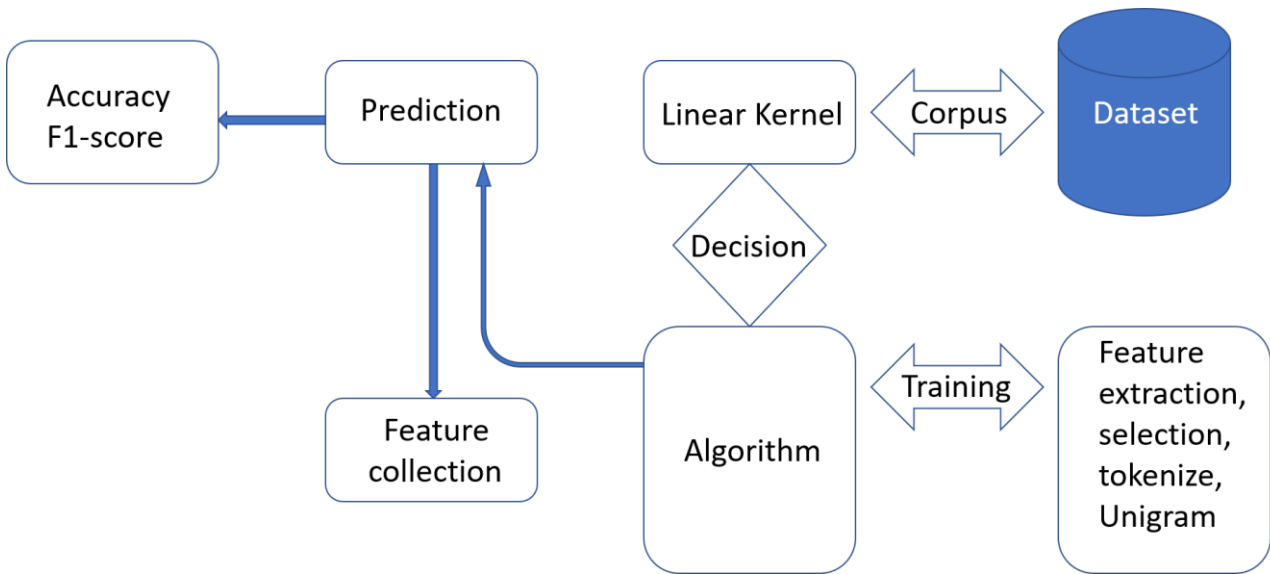 Accuracy
F1-score
Prediction
Linear Kernel
Corpus
Dataset
Decision
Feature
collection
Algorithm
Training
Feature
extraction,
selection,
tokenize,
Unigram